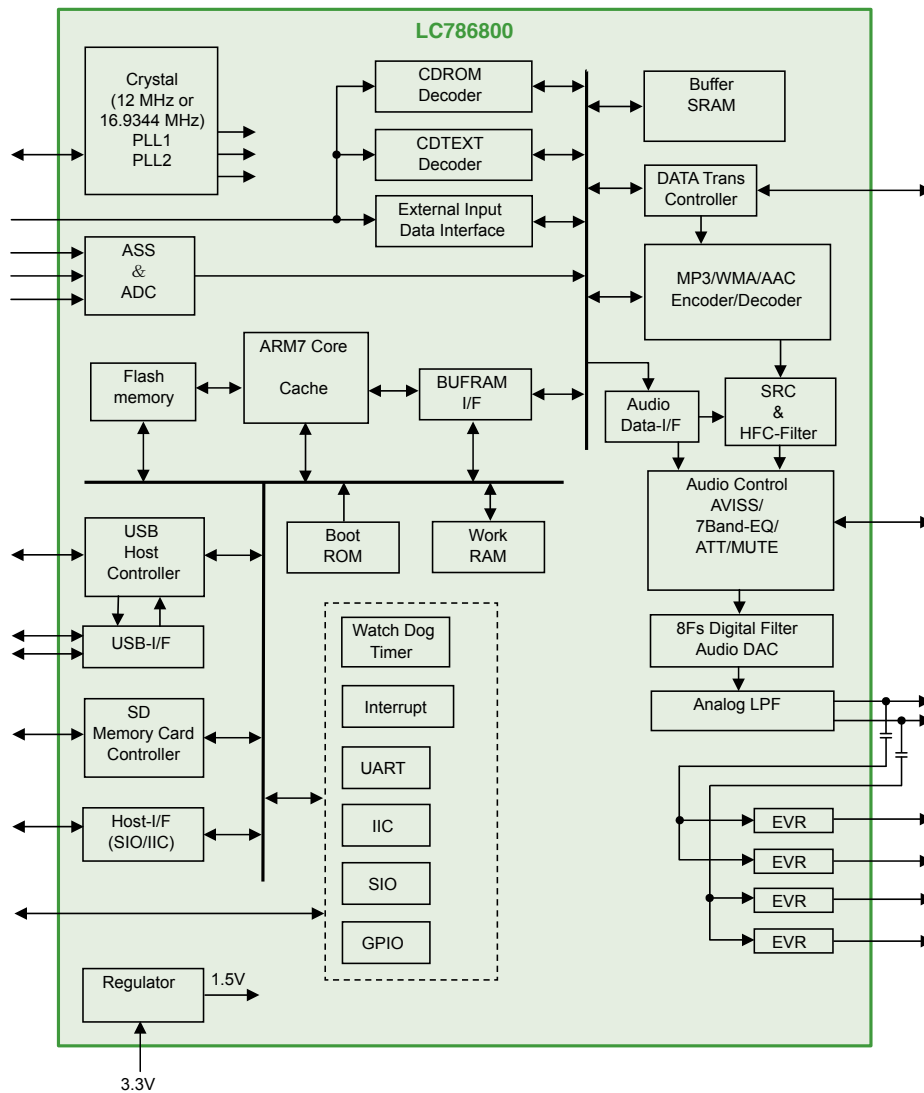 LC786800
Crystal
(12 MHz or
16.9344 MHz)
PLL1
PLL2
CDROM
Decoder
Buffer
SRAM
CDTEXT
Decoder
DATA Trans
Controller
External Input
Data Interface
ASS
&
ADC
MP3/WMA/AAC
Encoder/Decoder
ARM7 Core
Cache
Flash
memory
BUFRAM
I/F
Audio
Data-I/F
SRC
&
HFC-Filter
Audio Control
AVISS/
7Band-EQ/
ATT/MUTE
USB
Host
Controller
Boot
ROM
Work
RAM
USB-I/F
Watch Dog
Timer
8Fs Digital Filter
Audio DAC
Interrupt
Analog LPF
SD
Memory Card
Controller
UART
Host-I/F
(SIO/IIC)
IIC
EVR
EVR
SIO
EVR
GPIO
EVR
Regulator
1.5V
3.3V